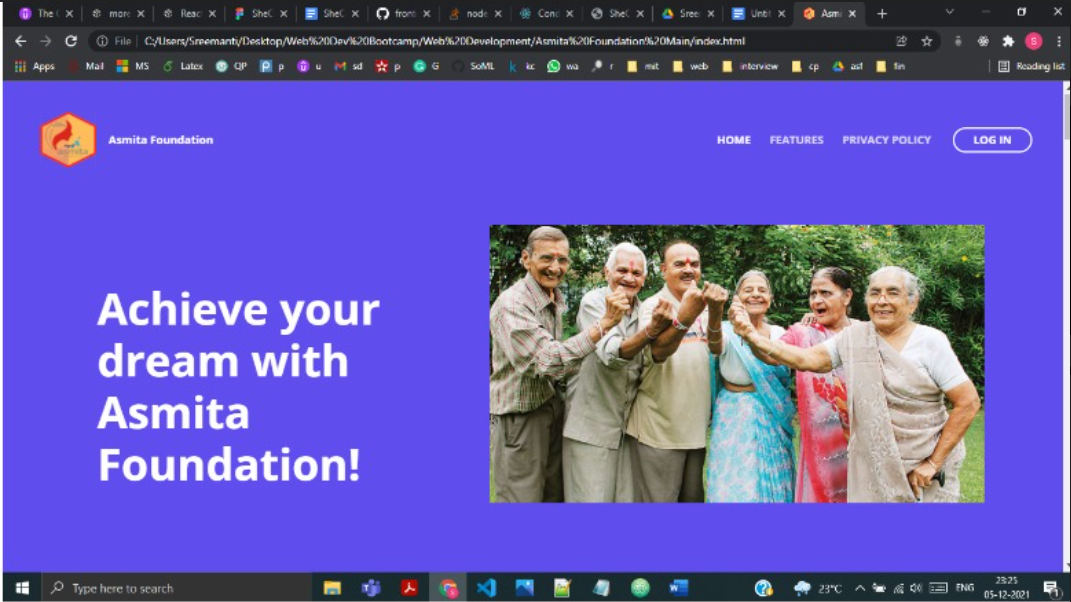 The
more
React
SheC
SheC
front
node
Conc
SheC
Sree
Untit
Asmi
File
C:/Users/Sreemanti/Desktop/Web%20Dev%20Bootcamp/Web%20Development/Asmita%20Foundation%20Main/index.html
S
Apps
Mail
MS
Latex
QP
p
u
sd
p
G
SoML
kc
wa
r
mit
web
interview
cp
asf
fin
Reading list
asmita
Asmita Foundation
HOME
FEATURES
PRIVACY POLICY
LOG IN
Achieve your
dream with
Asmita
Foundation!
Type here to search
23°C
ENG
23:25
05-12-2021